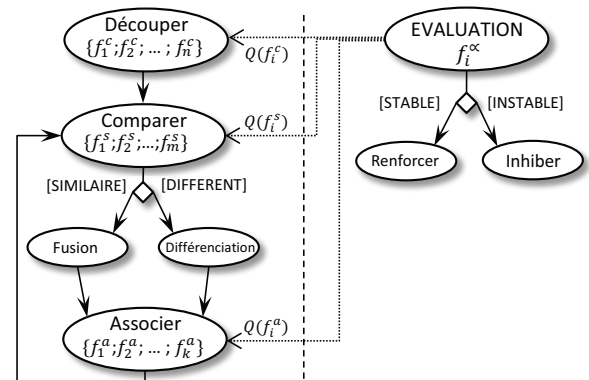 Découper
{f₁ᶜ;f₂ᶜ; … ; fₙᶜ}
Q(fᵢᶜ)
EVALUATION
fᵢ^∝
Comparer
{f₁ˢ;f₂ˢ;…;fₘˢ}
Q(fᵢˢ)
[STABLE]
[INSTABLE]
Renforcer
Inhiber
[SIMILAIRE]
[DIFFERENT]
Fusion
Différenciation
Associer
{f₁ᵃ;f₂ᵃ; … ; fₖᵃ}
Q(fᵢᵃ)